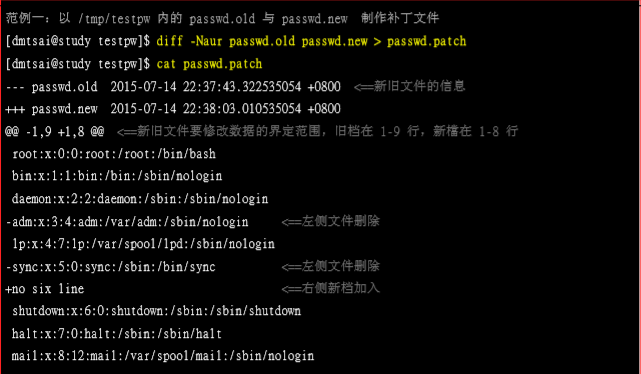 范例一：以 /tmp/testpw 内的 passwd.old 与 passwd.new 制作补丁文件
[dmtsai@study testpw]$ diff -Naur passwd.old passwd.new > passwd.patch
[dmtsai@study testpw]$ cat passwd.patch
--- passwd.old 2015-07-14 22:37:43.322535054 +0800 <==新旧文件的信息
+++ passwd.new 2015-07-14 22:38:03.010535054 +0800
@@ -1,9 +1,8 @@ <==新旧文件要修改数据的界定范围，旧档在 1-9 行，新檔在 1-8 行
root:x:0:0:root:/root:/bin/bash
bin:x:1:1:bin:/bin:/sbin/nologin
daemon:x:2:2:daemon:/sbin:/sbin/nologin
-adm:x:3:4:adm:/var/adm:/sbin/nologin <==左侧文件删除
lp:x:4:7:lp:/var/spool/lpd:/sbin/nologin
-sync:x:5:0:sync:/sbin:/bin/sync <==左侧文件删除
+no six line <==右侧新档加入
shutdown:x:6:0:shutdown:/sbin:/sbin/shutdown
halt:x:7:0:halt:/sbin:/sbin/halt
mail:x:8:12:mail:/var/spool/mail:/sbin/nologin